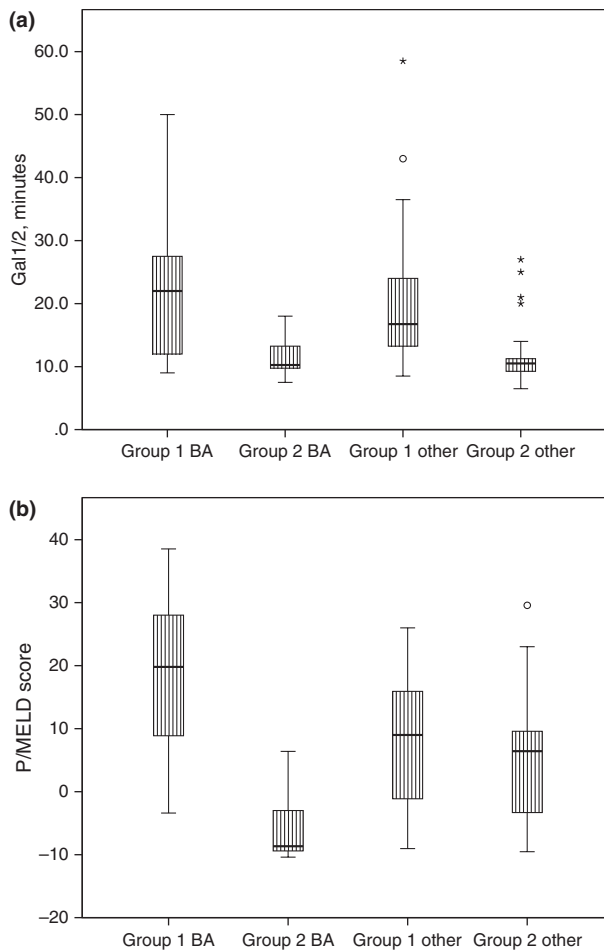 (a)
60.0
50.0
40.0
30.0
20.0
10.0
.0
Gal1/2, minutes
Group 1 BA Group 2 BA Group 1 other Group 2 other
(b)
40
30
20
10
0
–10
–20
P/MELD score
Group 1 BA Group 2 BA Group 1 other Group 2 other